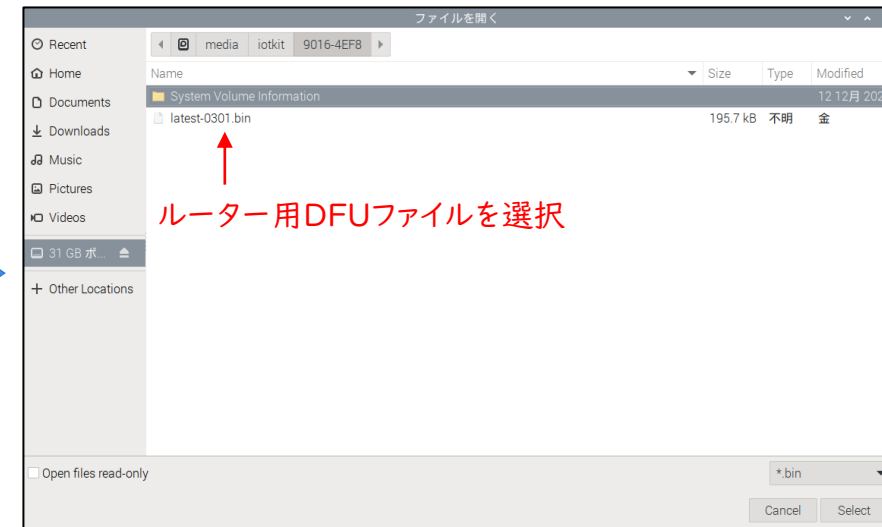 ファイルを開く
Recent
media iotkit 9016-4EF8
Home
Name Size Type Modified
System Volume Information 12 12月 202
Documents
latest-0301.bin 195.7 kB 不明 金
Downloads
Music
Pictures
Videos
ルーター用DFUファイルを選択
31 GB ボ...
Other Locations
Open files read-only
*.bin
Cancel Select